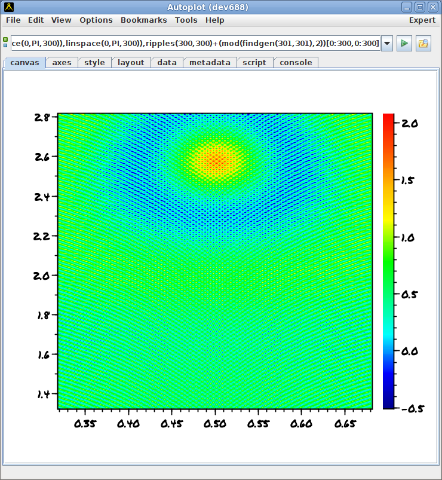 Autoplot (dev688)
File Edit View Options Bookmarks Tools Help Expert
ce(0,PI,300)),linspace(0,PI,300)),ripples(300,300)+(mod(findgen(301,301),2))[0:300,0:300]
canvas axes style layout data metadata script console
2.8
2.6
2.4
2.2
2.0
1.8
1.6
1.4
0.35 0.40 0.45 0.50 0.55 0.60 0.65
2.0
1.5
1.0
0.5
0.0
-0.5